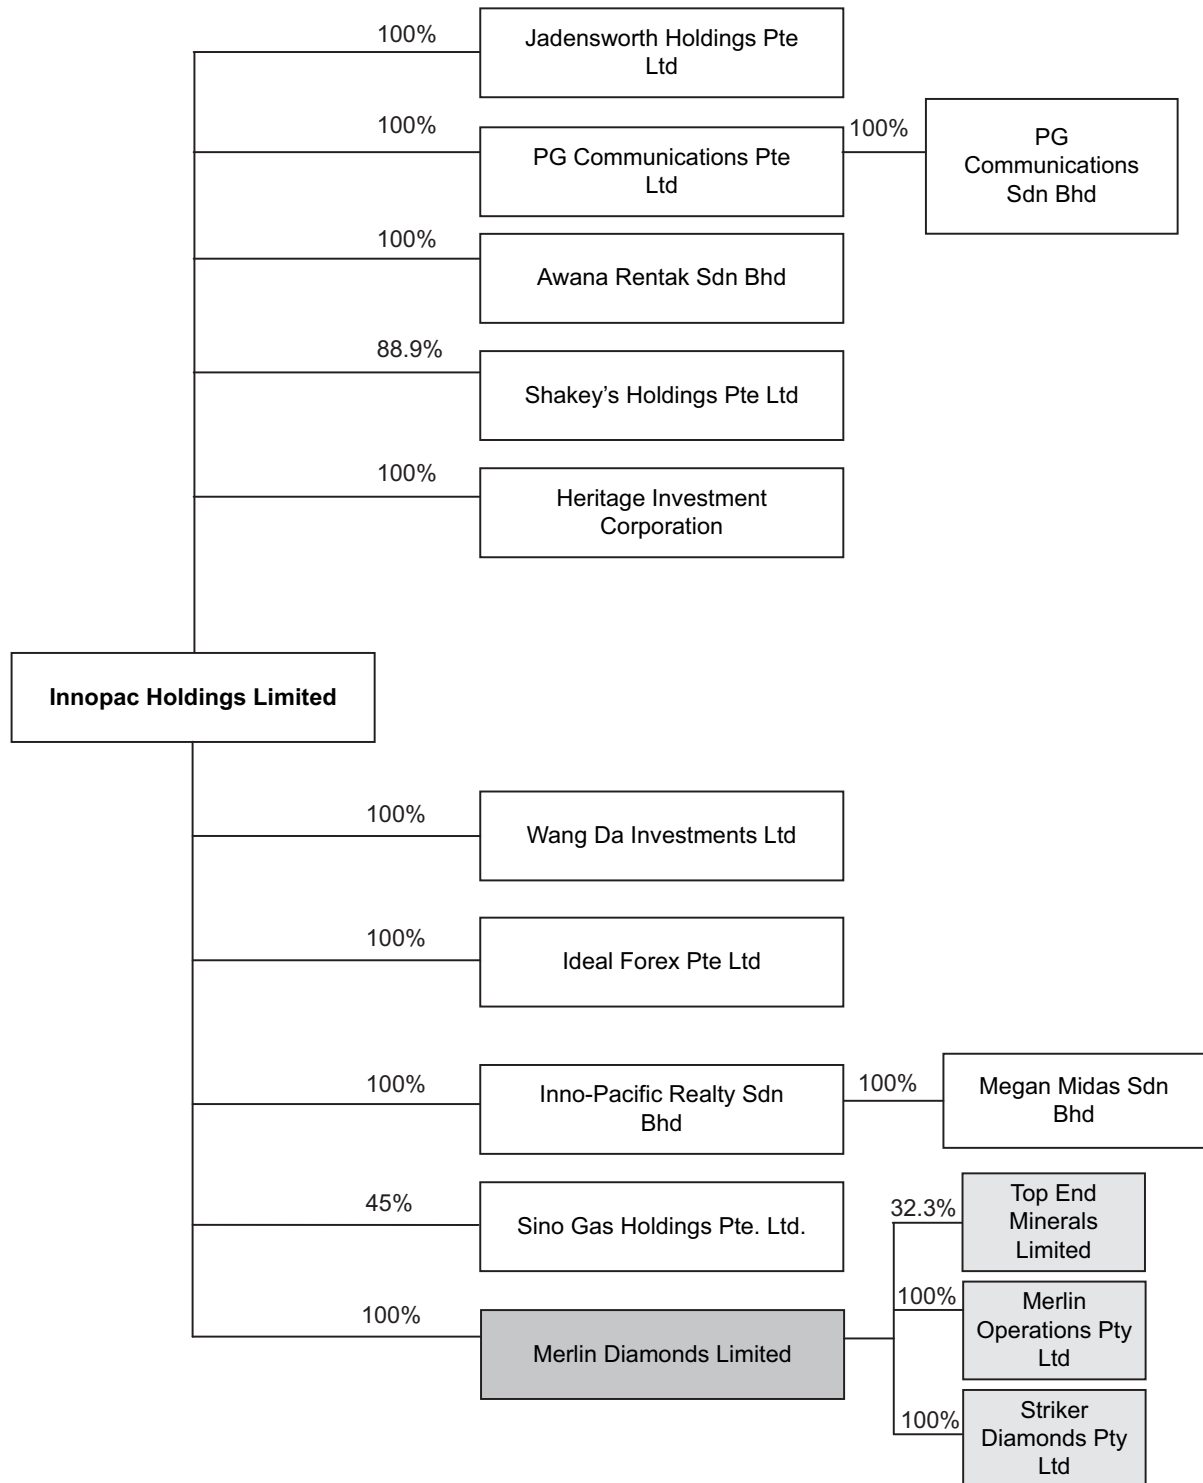 100%
Jadensworth Holdings Pte
Ltd
100%
PG Communications Pte
Ltd
100%
PG
Communications
Sdn Bhd
100%
Awana Rentak Sdn Bhd
88.9%
Shakey’s Holdings Pte Ltd
100%
Heritage Investment
Corporation
Innopac Holdings Limited
100%
Wang Da Investments Ltd
100%
Ideal Forex Pte Ltd
100%
Inno-Pacific Realty Sdn
Bhd
100%
Megan Midas Sdn
Bhd
45%
Sino Gas Holdings Pte. Ltd.
100%
Merlin Diamonds Limited
32.3%
Top End
Minerals
Limited
100%
Merlin
Operations Pty
Ltd
100%
Striker
Diamonds Pty
Ltd